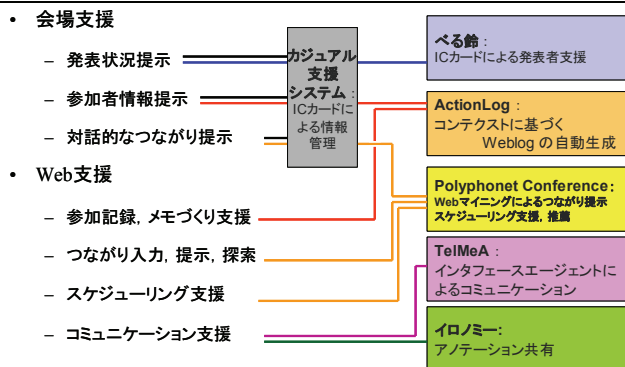 • 会場支援
– 発表状況提示
– 参加者情報提示
– 対話的なつながり提示
• Web支援
– 参加記録, メモづくり支援
– つながり入力, 提示, 探索
– スケジューリング支援
– コミュニケーション支援
カジュアル
支援
システム：
ICカードに
よる情報
管理
べる鈴：
ICカードによる発表者支援
ActionLog：
コンテクストに基づく
Weblog の自動生成
Polyphonet Conference：
Webマイニングによるつながり提示
スケジューリング支援, 推薦
TelMeA：
インタフェースエージェントに
よるコミュニケーション
イロノミー：
アノテーション共有